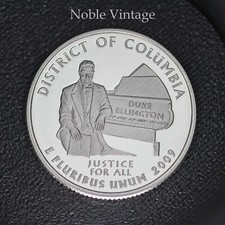 Noble Vintage
DISTRICT OF COLUMBIA
DUKE
ELLINGTON
JUSTICE
FOR ALL
E PLURIBUS UNUM 2009